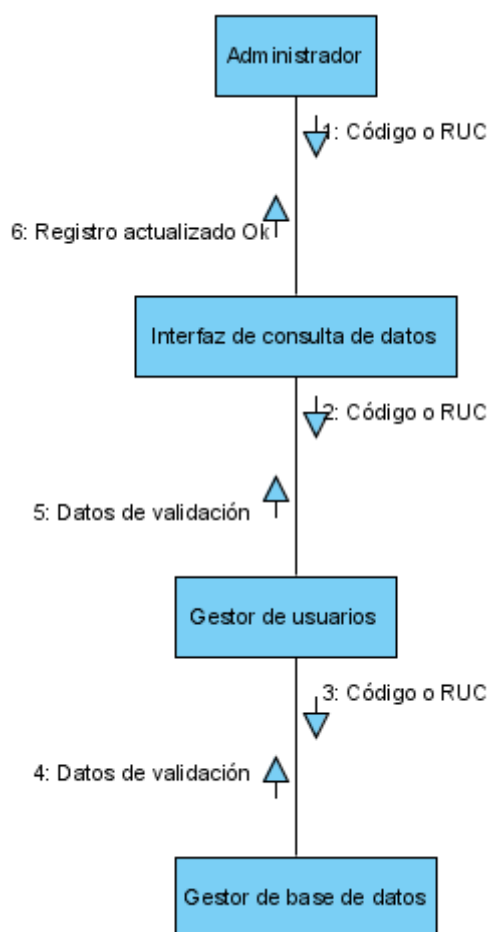 Administrador
1: Código o RUC
6: Registro actualizado Ok
Interfaz de consulta de datos
2: Código o RUC
5: Datos de validación
Gestor de usuarios
3: Código o RUC
4: Datos de validación
Gestor de base de datos